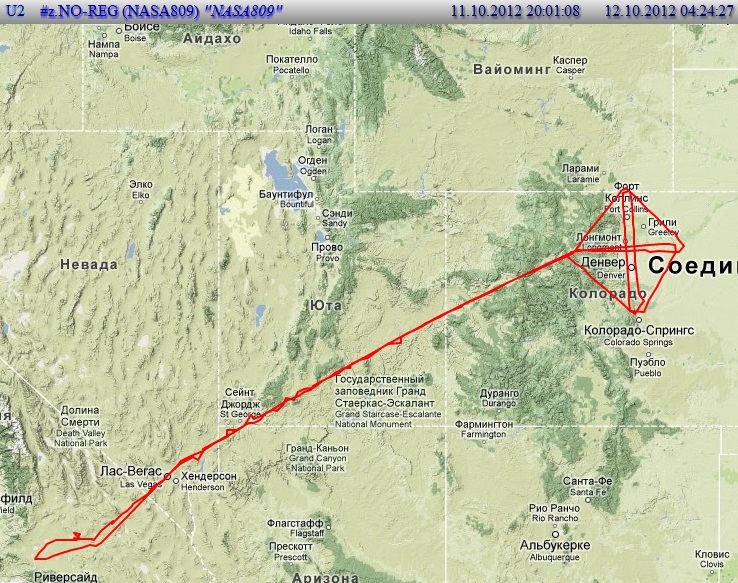 U2 #z.NO-REG (NASA809) "NASA809" 11.10.2012 20:01:08 12.10.2012 04:24:27
Бойсе
Boise
Idaho Falls
Нампа
Nampa
Айдахо
Покателло
Pocatello
Вайоминг
Каспер
Casper
Логан
Logan
Огден
Ogden
Ларами
Laramie
Элко
Elko
Баунтифул
Bountiful
Форт
Коллинс
Fort Collins
Сэнди
Sandy
Грили
Greeley
Лонгмонт
Longmont
Прово
Provo
Невада
Денвер
Denver
Соеди
Юта
Колорадо
Колорадо-Спрингс
Colorado Springs
Пуэбло
Pueblo
Сейнт
Джордж
St George
Государственный
заповедник Гранд
Стаеркас-Эскалант
Grand Staircase-Escalante
National Monument
Дуранго
Durango
Долина
Смерти
Death Valley
National Park
Фармингтон
Farmington
Гранд-Каньон
Grand Canyon
National Park
Лас-Вегас
Las Vegas
Хендерсон
Henderson
Санта-Фе
Santa Fe
филд
Рио Ранчо
Rio Rancho
Флагстафф
Flagstaff
Прескотт
Prescott
Альбукерке
Albuquerque
Кловис
Clovis
Риверсайд
Аризона